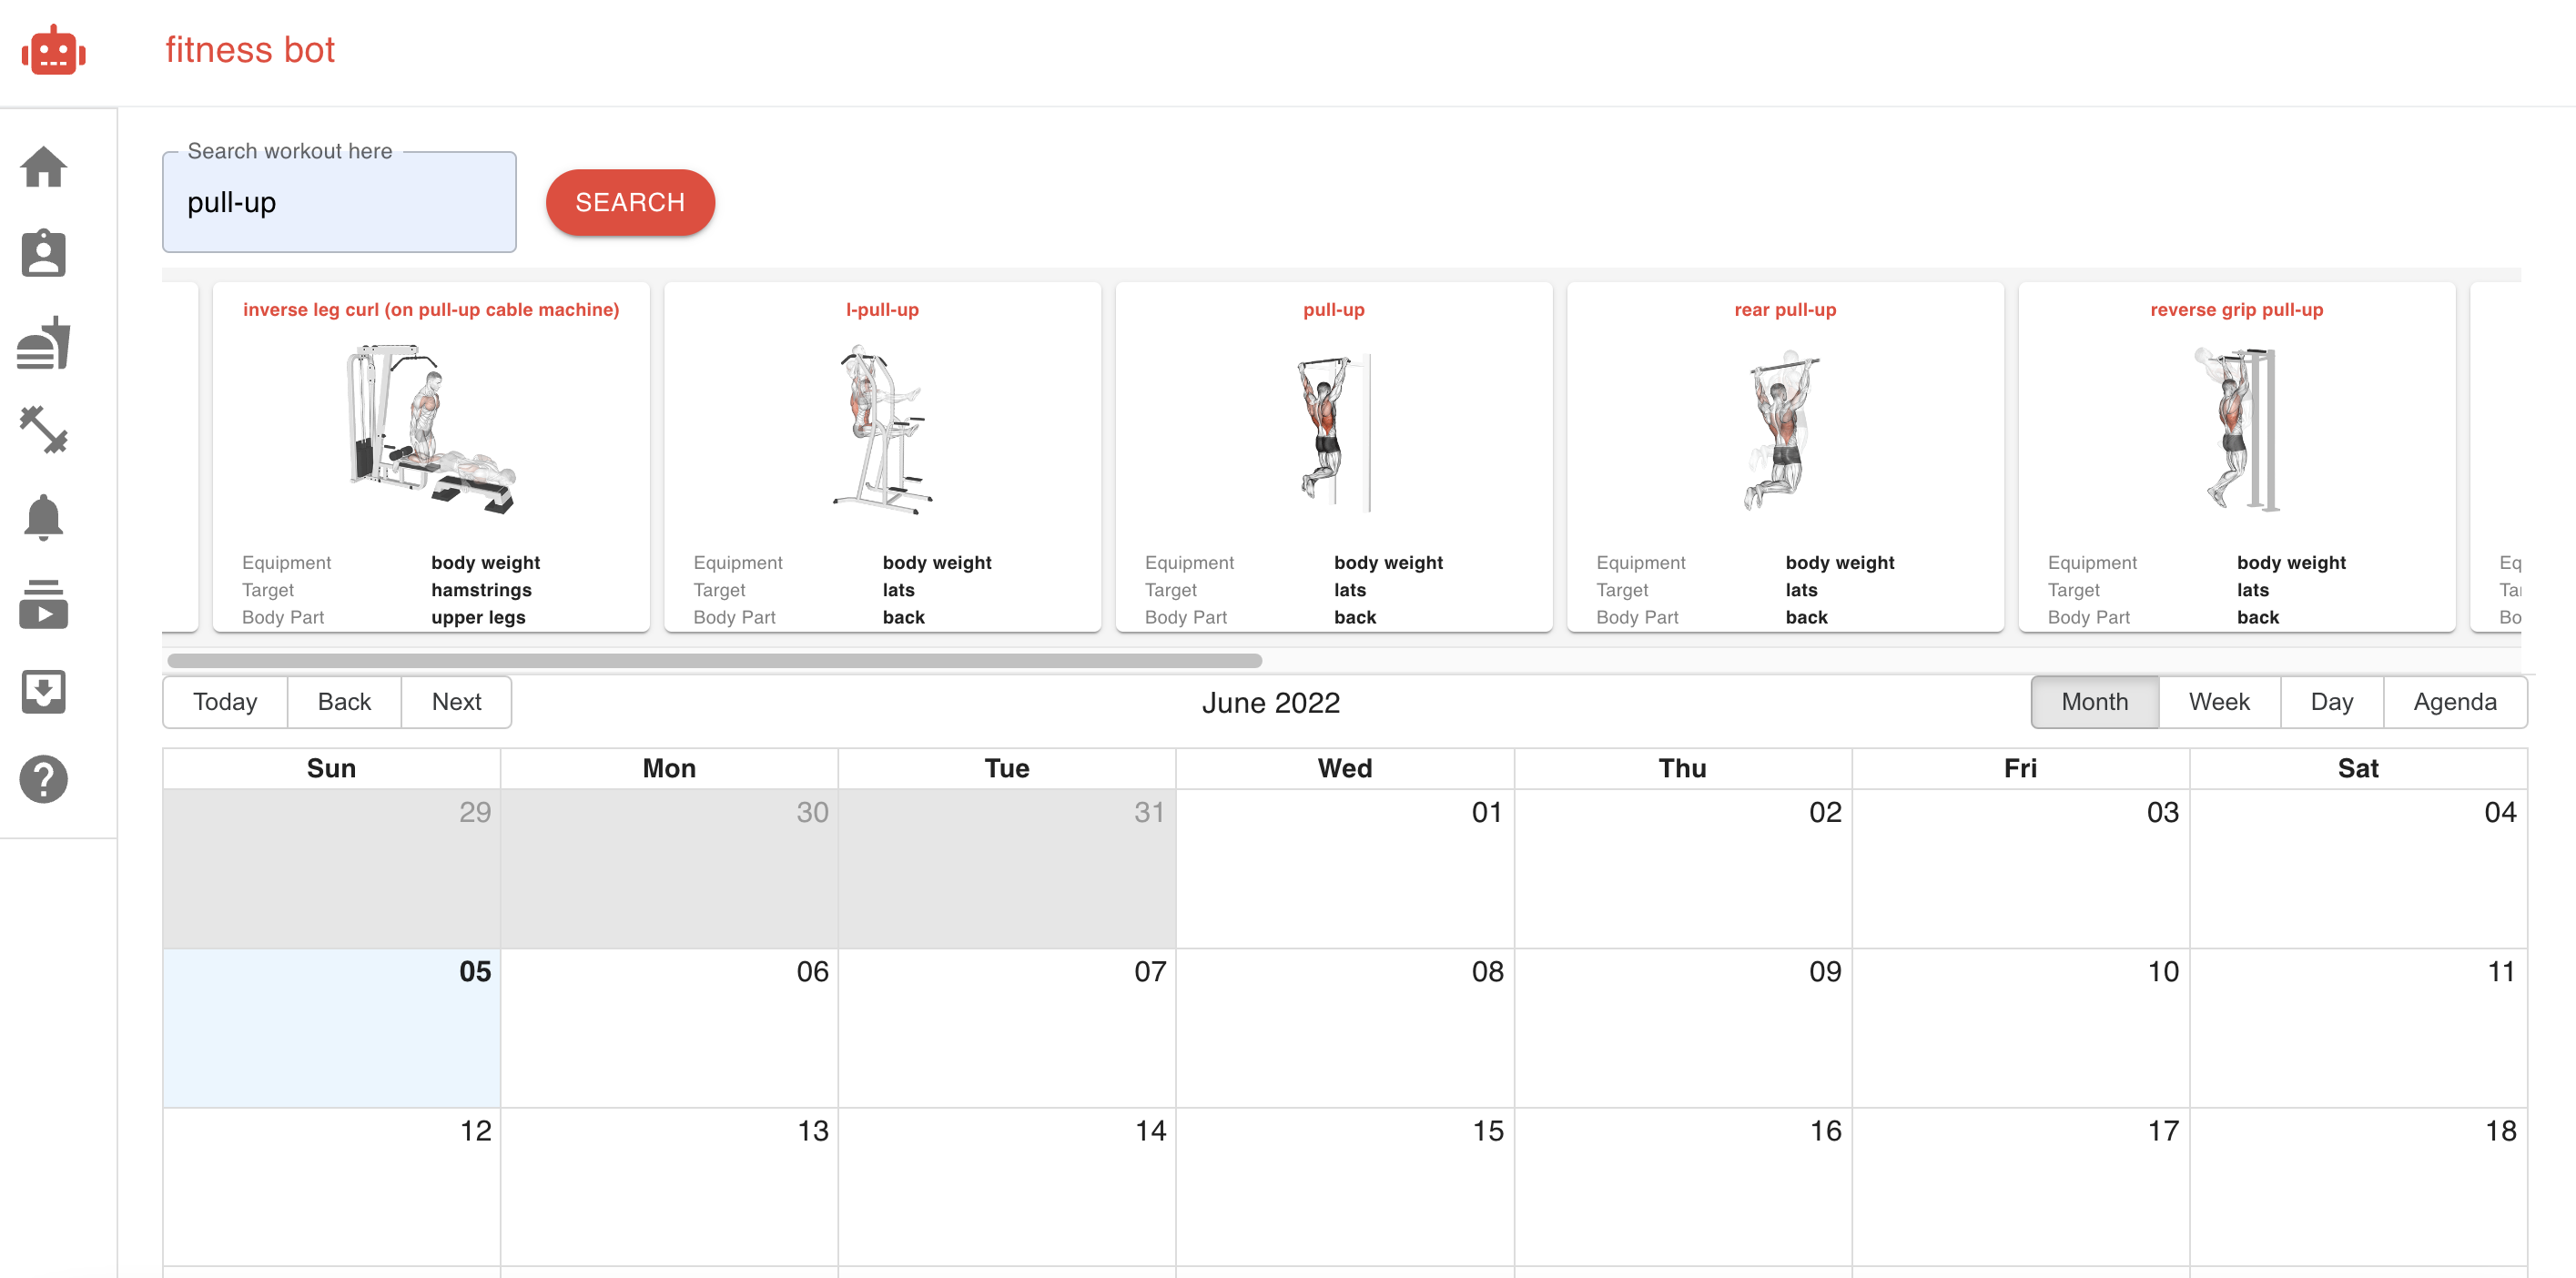 fitness bot
Search workout here
pull-up
SEARCH
inverse leg curl (on pull-up cable machine)
Equipment body weight
Target hamstrings
Body Part upper legs
l-pull-up
Equipment body weight
Target lats
Body Part back
pull-up
Equipment body weight
Target lats
Body Part back
rear pull-up
Equipment body weight
Target lats
Body Part back
reverse grip pull-up
Equipment body weight
Target lats
Body Part back
Eq
Ta
Bo
Today Back Next
June 2022
Month Week Day Agenda
Sun Mon Tue Wed Thu Fri Sat
29 30 31 01 02 03 04
05 06 07 08 09 10 11
12 13 14 15 16 17 18